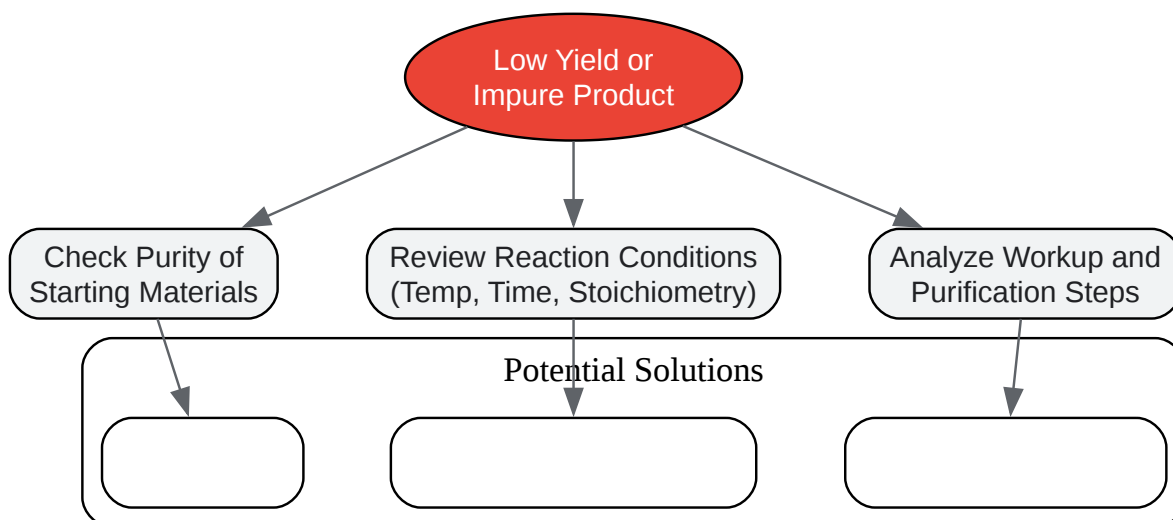 Low Yield or
Impure Product
Check Purity of
Starting Materials
Review Reaction Conditions
(Temp, Time, Stoichiometry)
Analyze Workup and
Purification Steps
Potential Solutions